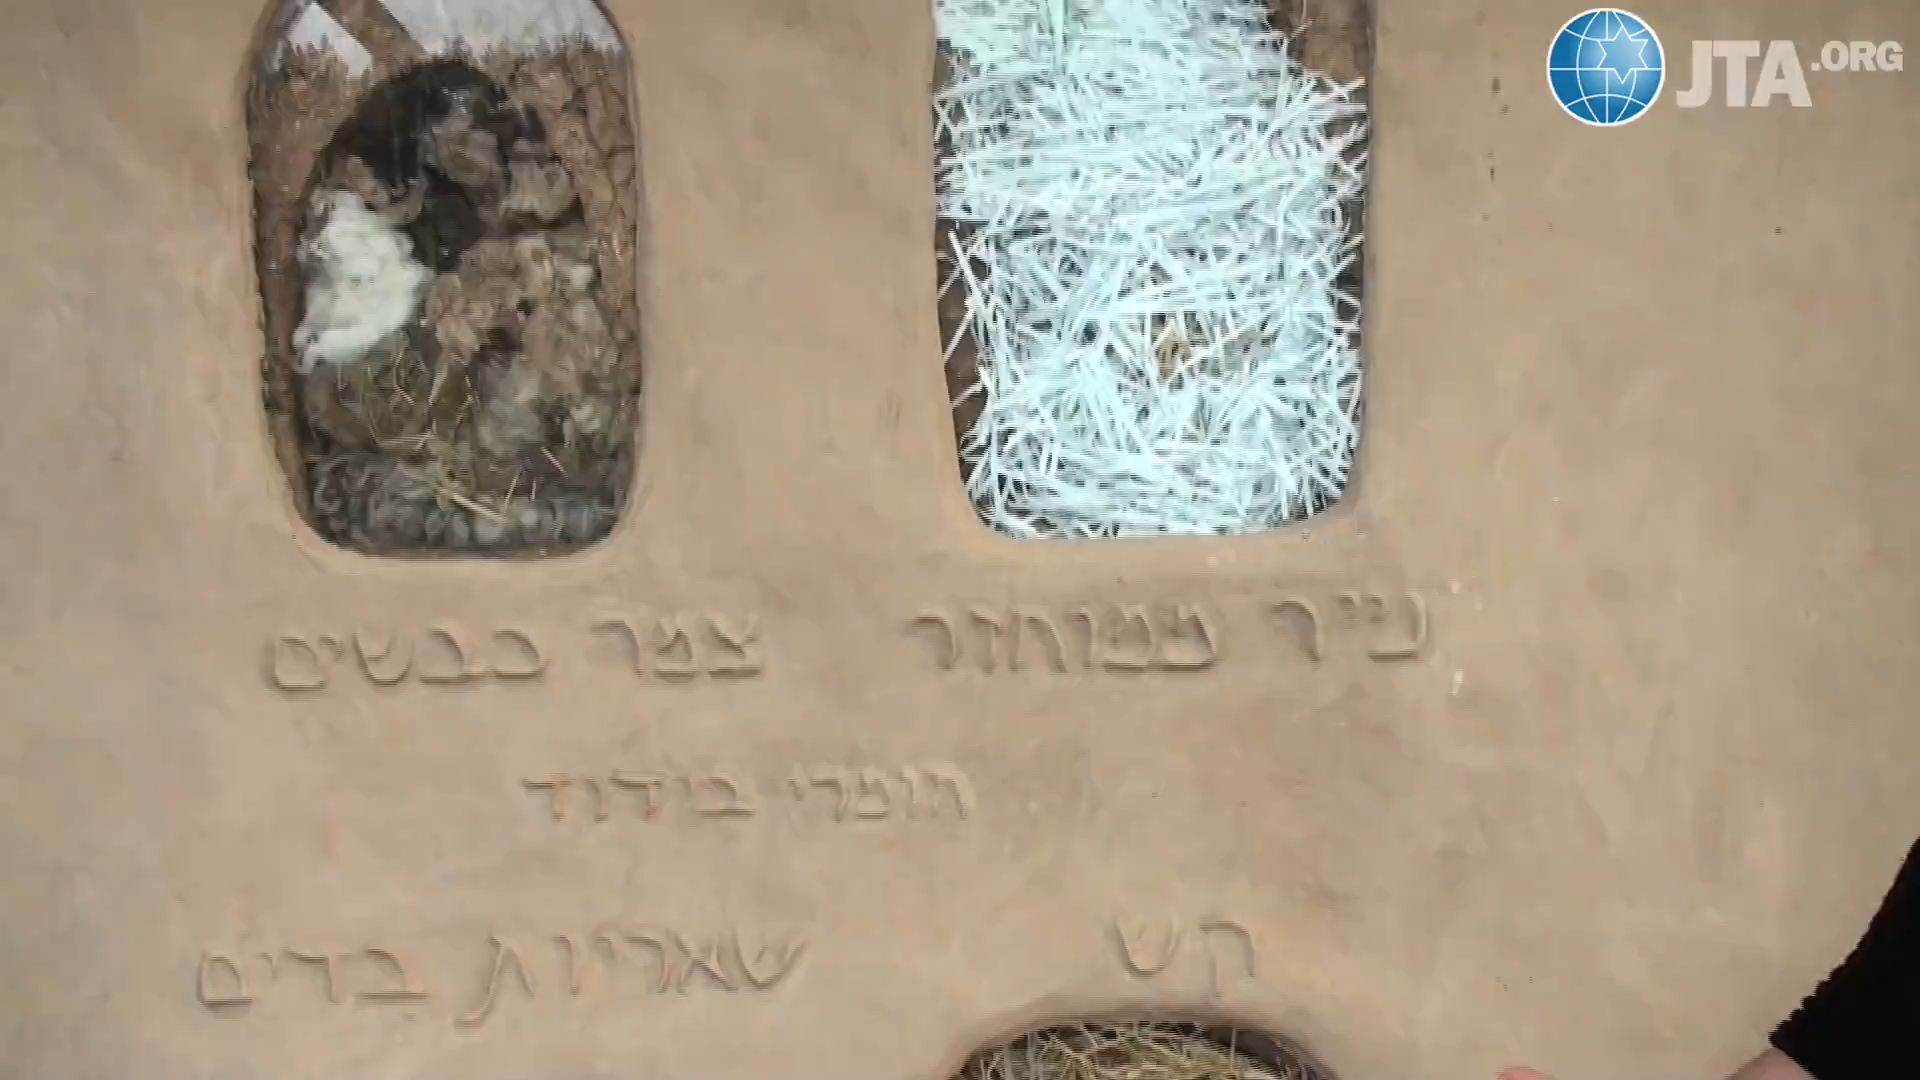 JTA.ORG
נייר ממוחזר
צמר כבשים
חומרי בידוד
קש
שאריות בדים